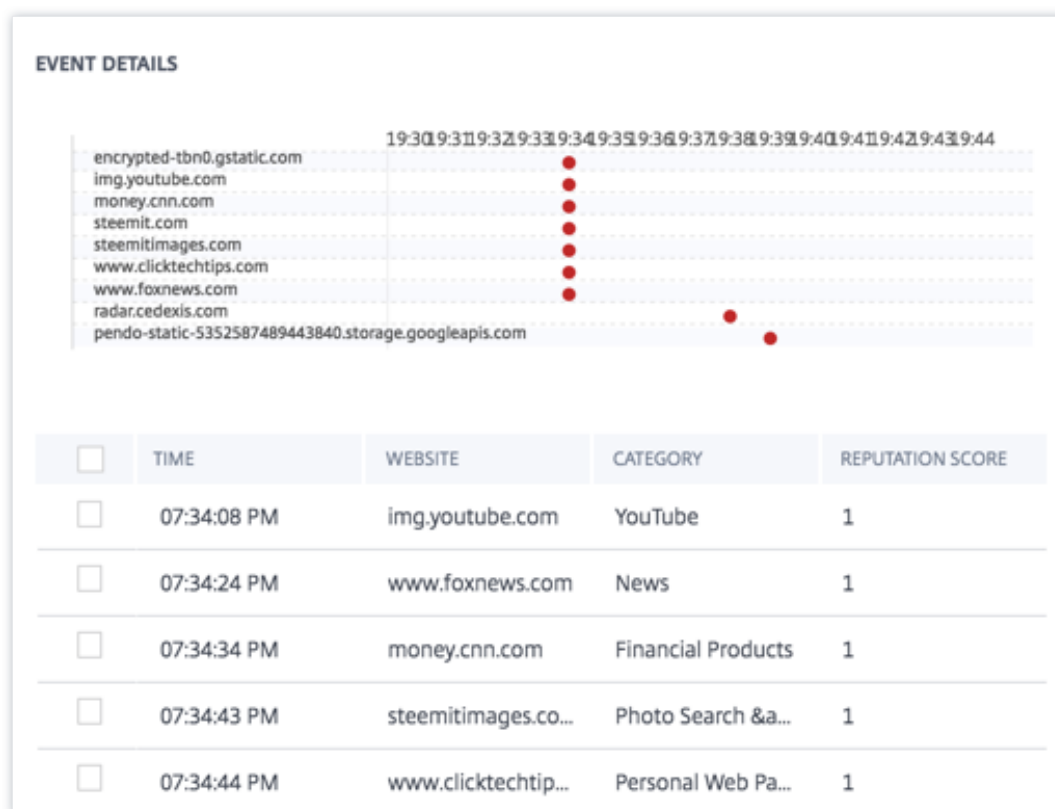 EVENT DETAILS
19:30 19:31 19:32 19:33 19:34 19:35 19:36 19:37 19:38 19:39 19:40 19:41 19:42 19:43 19:44
encrypted-tbn0.gstatic.com
img.youtube.com
money.cnn.com
steemit.com
steemitimages.com
www.clicktechtips.com
www.foxnews.com
radar.cedexis.com
pendo-static-5352587489443840.storage.googleapis.com
TIME WEBSITE CATEGORY REPUTATION SCORE
07:34:08 PM img.youtube.com YouTube 1
07:34:24 PM www.foxnews.com News 1
07:34:34 PM money.cnn.com Financial Products 1
07:34:43 PM steemitimages.co... Photo Search &a... 1
07:34:44 PM www.clicktechtip... Personal Web Pa... 1